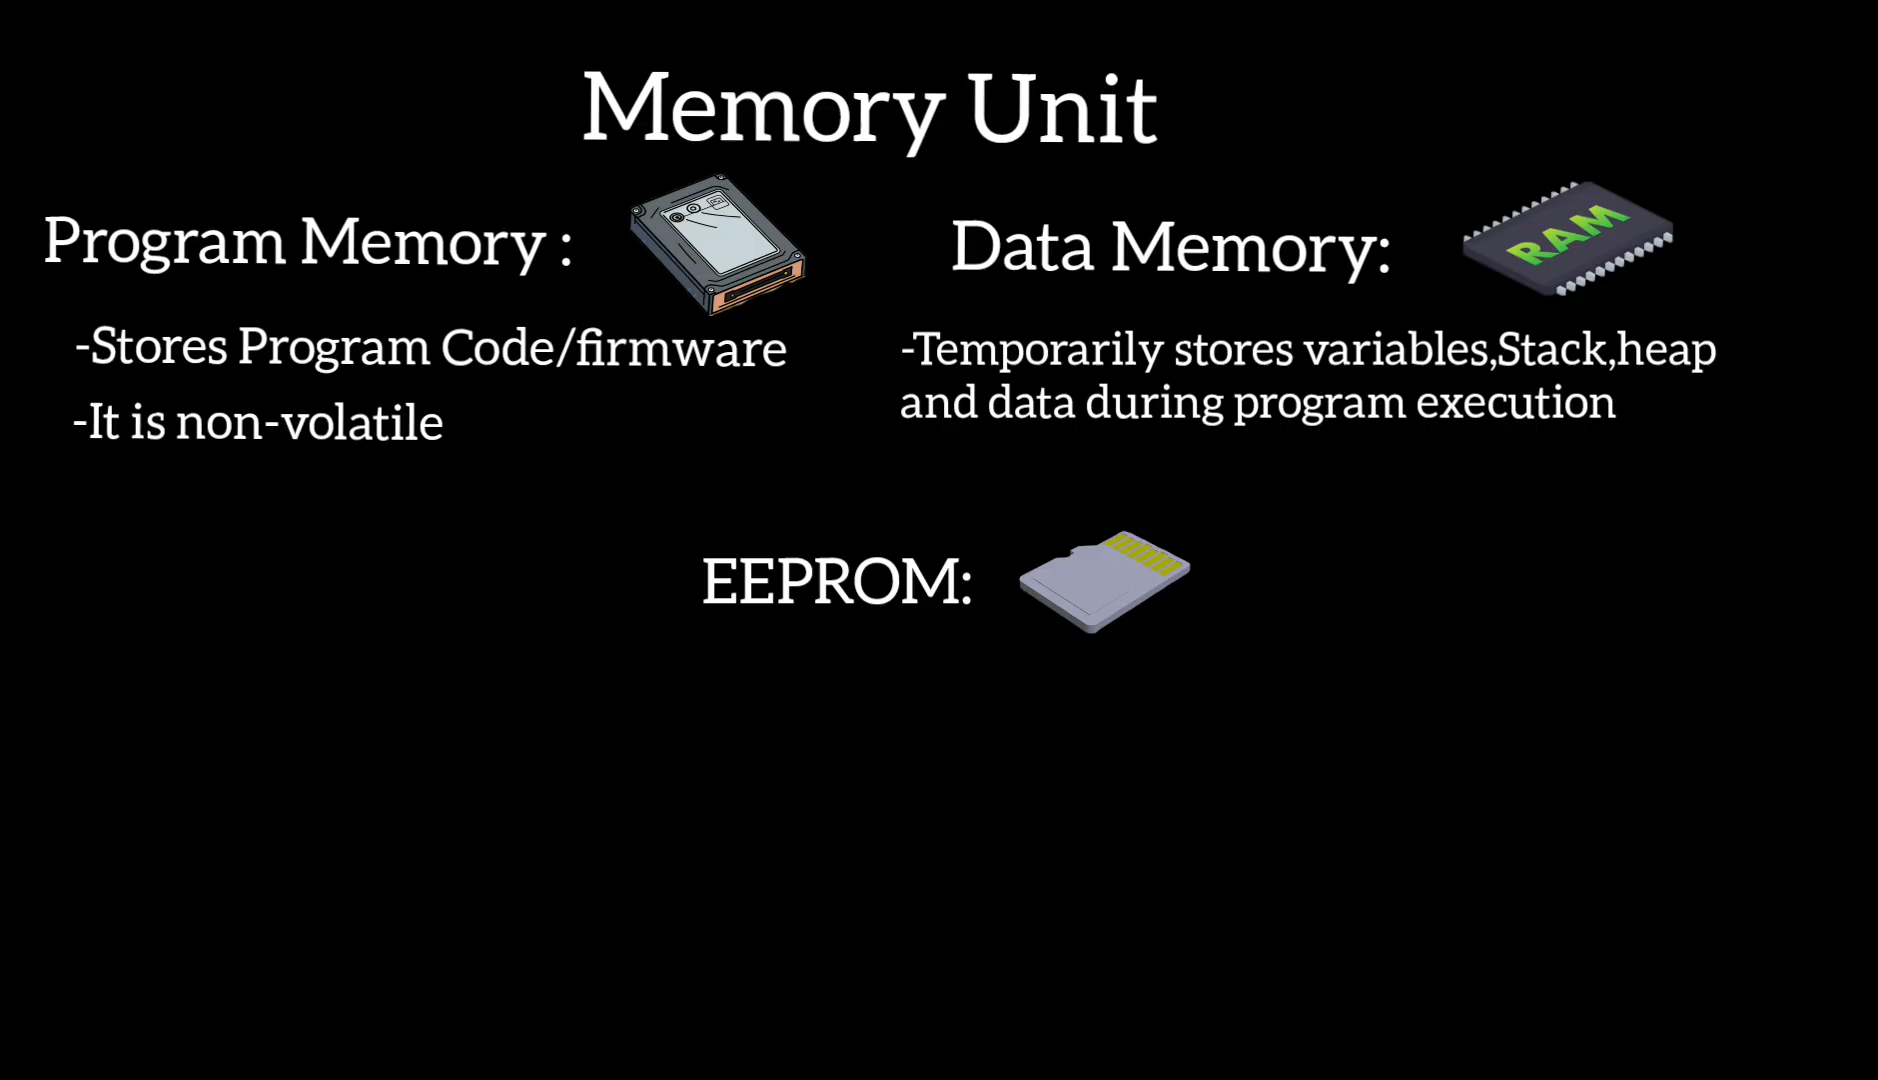 Memory Unit
Program Memory :
-Stores Program Code/firmware
-It is non-volatile
Data Memory:
RAM
-Temporarily stores variables,Stack,heap
and data during program execution
EEPROM: